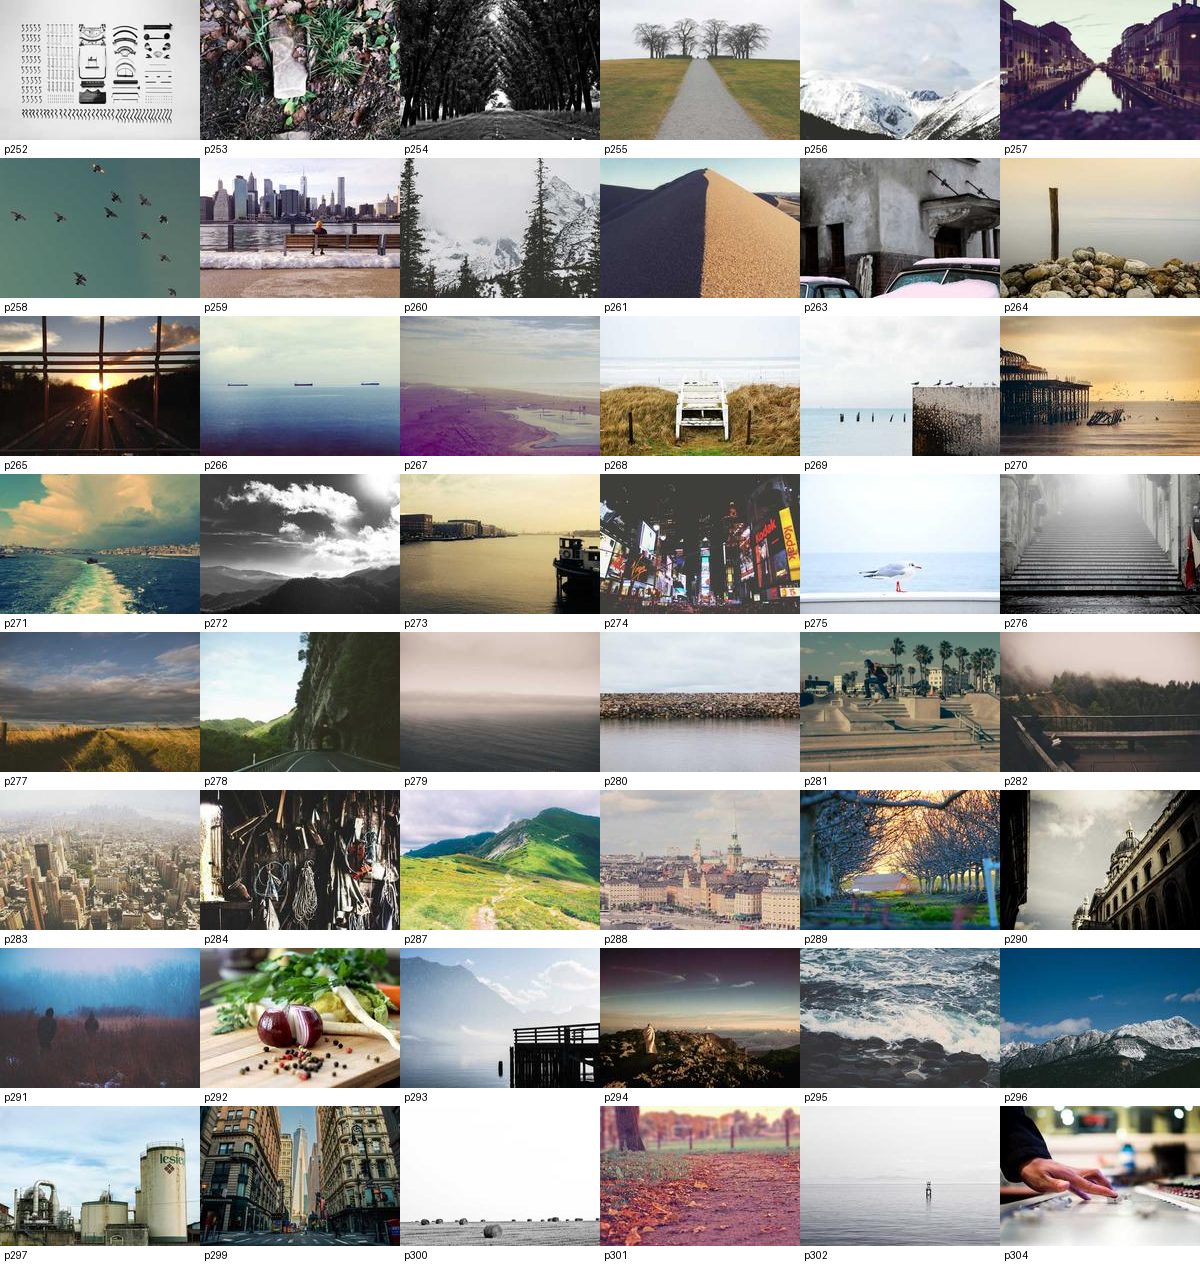 p252 p253 p254 p255 p256 p257
p258 p259 p260 p261 p263 p264
p265 p266 p267 p268 p269 p270
Kodak
Kodak
p271 p272 p273 p274 p275 p276
p277 p278 p279 p280 p281 p282
p283 p284 p287 p288 p289 p290
p291 p292 p293 p294 p295 p296
p297 p299 p300 p301 p302 p304